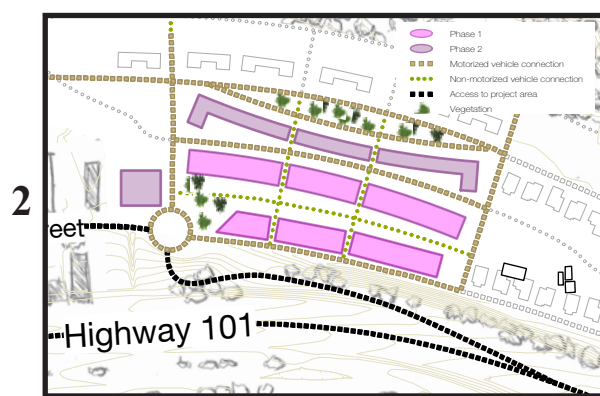 Phase 1
Phase 2
Motorized vehicle connection
Non-motorized vehicle connection
Access to project area
Vegetation
2
reet
Highway 101